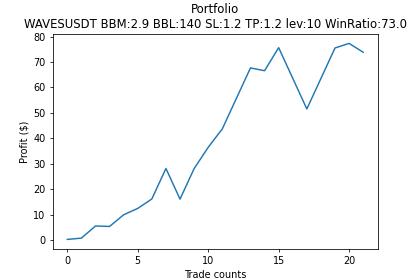 Portfolio
WAVESUSDT BBM:2.9 BBL:140 SL:1.2 TP:1.2 lev:10 WinRatio:73.0
80
70
60
50
40
30
20
10
0
Profit ($)
0 5 10 15 20
Trade counts